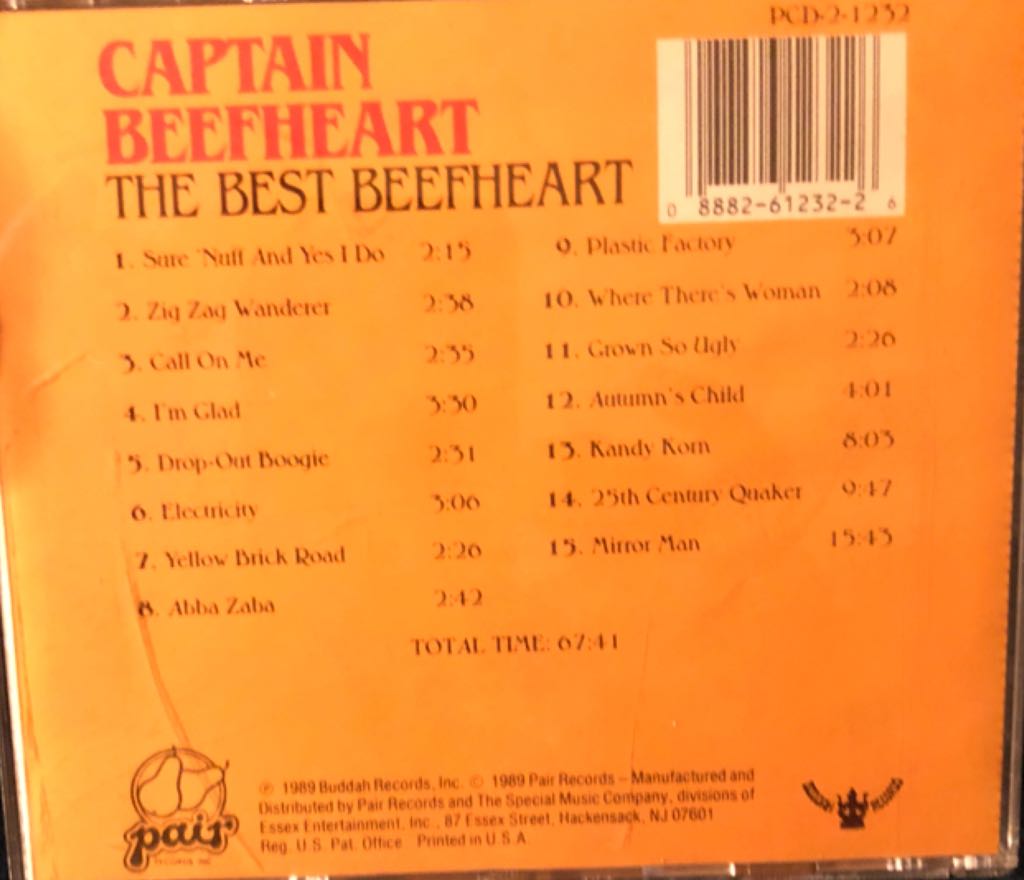 PCD-2-1232
CAPTAIN
BEEFHEART
THE BEST BEEFHEART
0 8882-61232-2 6
1. Sure 'Nuff And Yes I Do 2:15
2. Zig Zag Wanderer 2:38
3. Call On Me 2:35
4. I'm Glad 3:30
5. Drop-Out Boogie 2:31
6. Electricity 3:06
7. Yellow Brick Road 2:26
8. Abba Zaba 2:42
9. Plastic Factory 3:07
10. Where There's Woman 2:08
11. Grown So Ugly 2:26
12. Autumn's Child 4:01
13. Kandy Korn 8:03
14. 25th Century Quaker 9:47
15. Mirror Man 15:43
TOTAL TIME: 67:41
pair
RECORDS, INC.
℗ 1989 Buddah Records, Inc. © 1989 Pair Records – Manufactured and
Distributed by Pair Records and The Special Music Company, divisions of
Essex Entertainment, Inc., 87 Essex Street, Hackensack, NJ 07601
Reg. U.S. Pat. Office Printed in U.S.A.
BUDDAH RECORDS